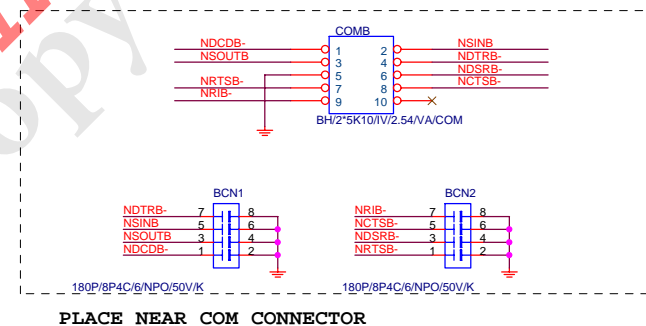 COMB
NDCDB- 1 2 NSINB
NSOUTB 3 4 NDTRB-
5 6 NDSRB-
NRTSB- 7 8 NCTSB-
NRIB- 9 10
BH/2*5K10/IV/2.54/VA/COM
BCN1
NDTRB- 7 8
NSINB 5 6
NSOUTB 3 4
NDCDB- 1 2
180P/8P4C/6/NPO/50V/K
BCN2
NRIB- 7 8
NCTSB- 5 6
NDSRB- 3 4
NRTSB- 1 2
180P/8P4C/6/NPO/50V/K
PLACE NEAR COM CONNECTOR